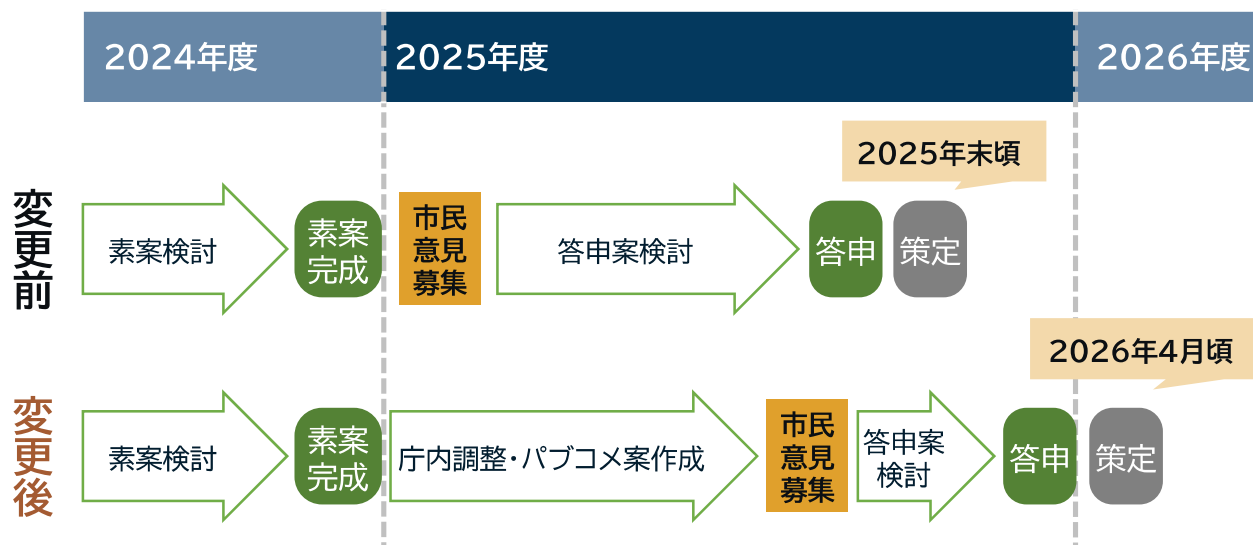 2024年度
2025年度
2026年度
変更前
素案検討
素案
完成
市民
意見
募集
答申案検討
答申
策定
2025年末頃
変更後
素案検討
素案
完成
庁内調整・パブコメ案作成
市民
意見
募集
答申案
検討
答申
策定
2026年4月頃